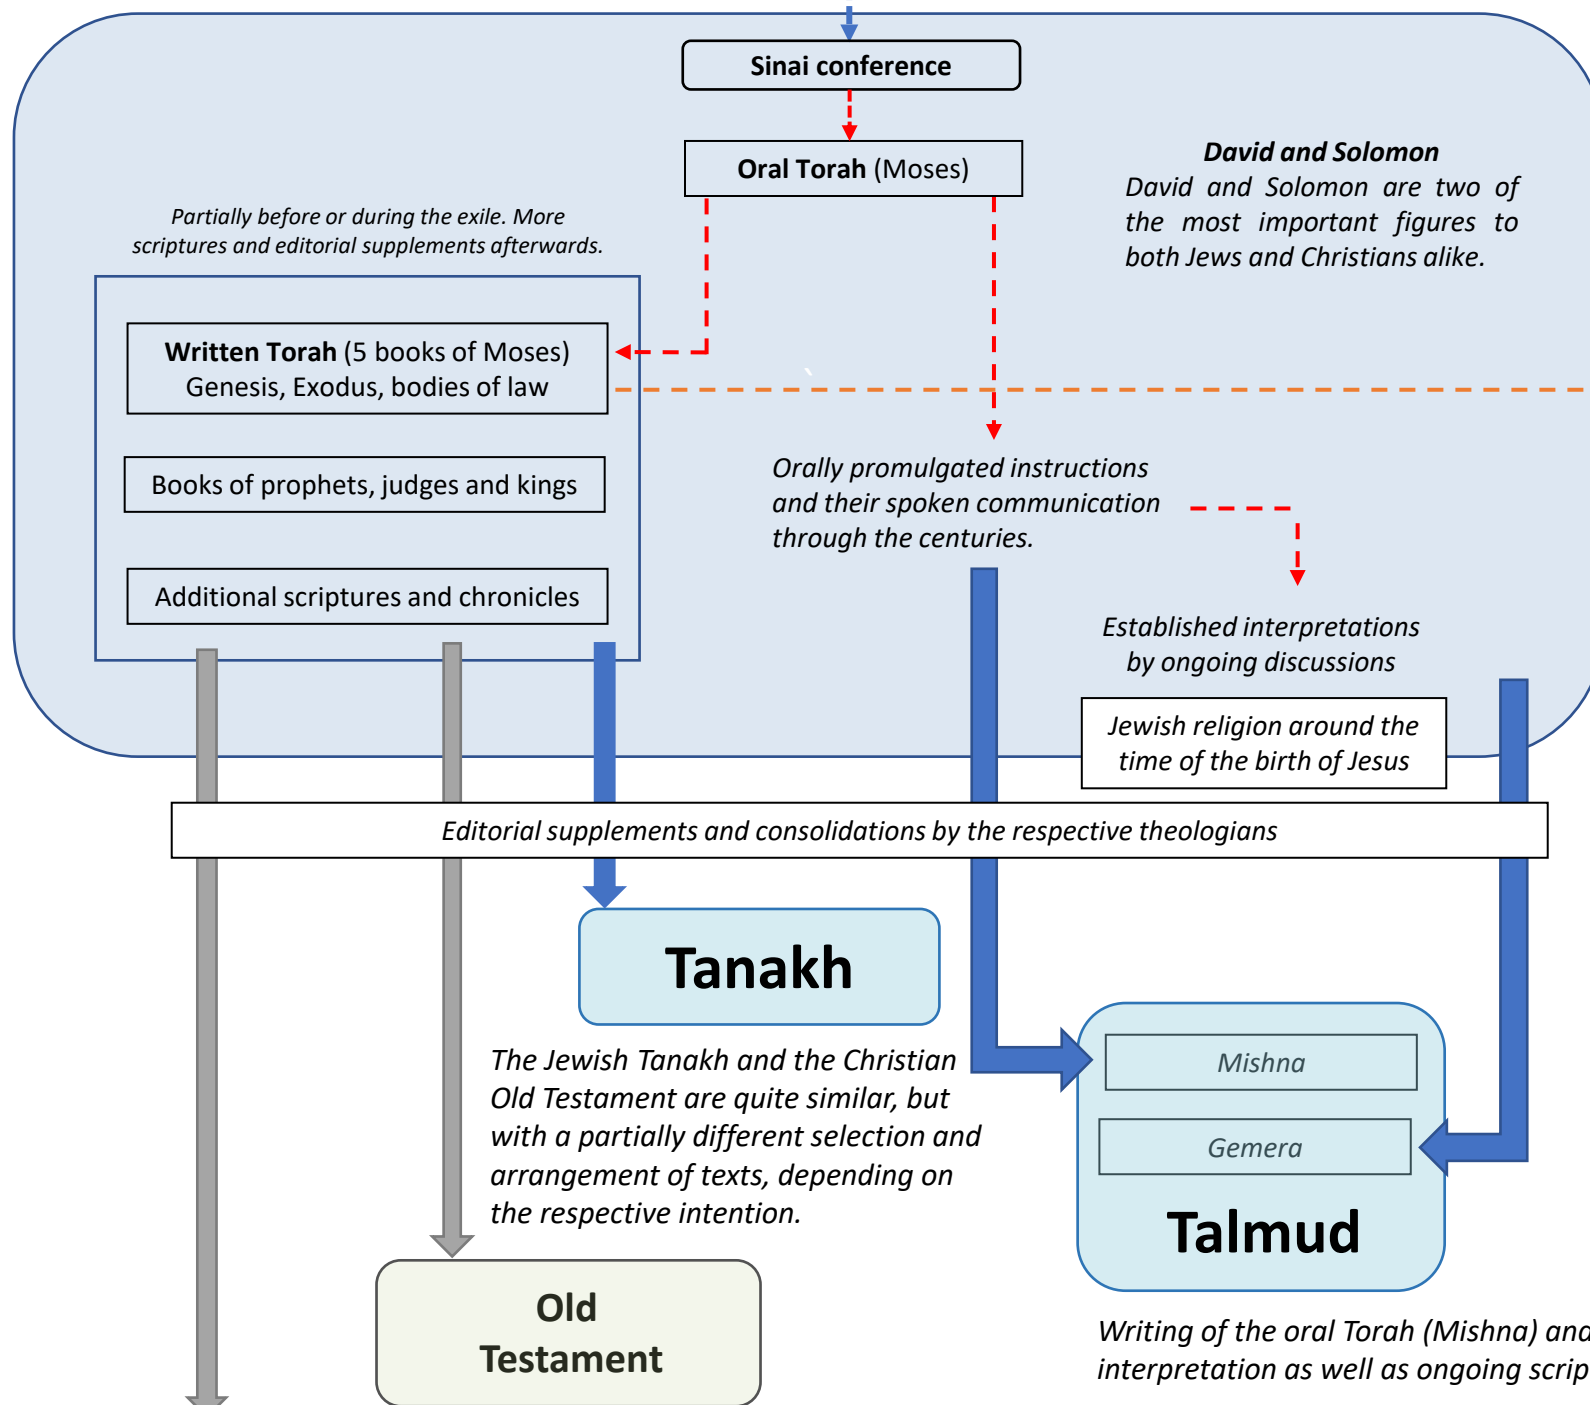 Sinai conference
Oral Torah (Moses)
David and Solomon
David and Solomon are two of
the most important figures to
both Jews and Christians alike.
Partially before or during the exile. More
scriptures and editorial supplements afterwards.
Written Torah (5 books of Moses)
Genesis, Exodus, bodies of law
Books of prophets, judges and kings
Additional scriptures and chronicles
Orally promulgated instructions
and their spoken communication
through the centuries.
Established interpretations
by ongoing discussions
Jewish religion around the
time of the birth of Jesus
Editorial supplements and consolidations by the respective theologians
Tanakh
The Jewish Tanakh and the Christian
Old Testament are quite similar, but
with a partially different selection and
arrangement of texts, depending on
the respective intention.
Mishna
Gemera
Talmud
Old
Testament
Writing of the oral Torah (Mishna) and
interpretation as well as ongoing scrip